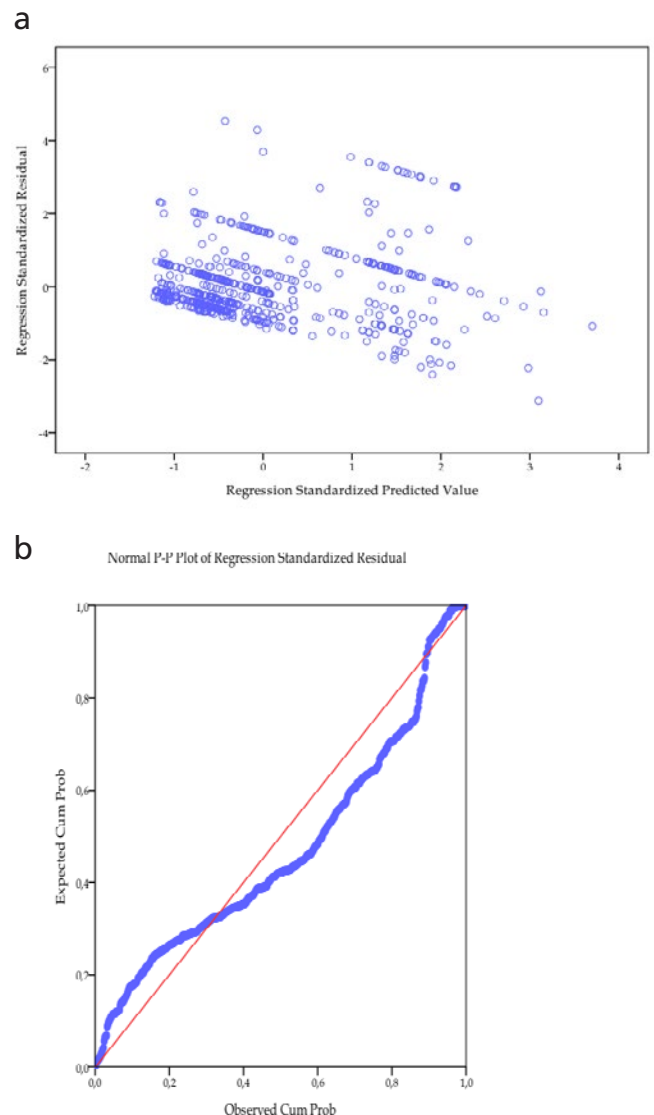 a
6
4
2
0
-2
-4
Regression Standardized Residual
-2 -1 0 1 2 3 4
Regression Standardized Predicted Value
b
Normal P-P Plot of Regression Standardized Residual
1,0
0,8
0,6
0,4
0,2
0,0
Expected Cum Prob
0,0 0,2 0,4 0,6 0,8 1,0
Observed Cum Prob